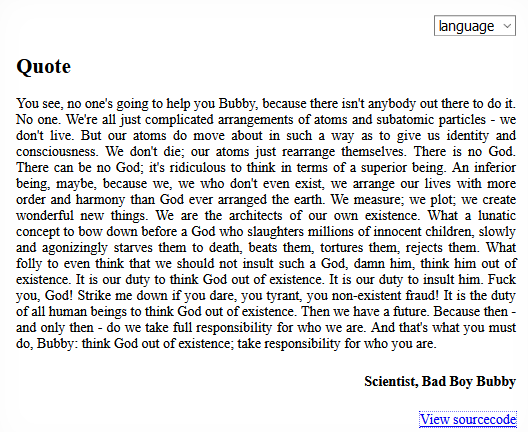 language
Quote
You see, no one's going to help you Bubby, because there isn't anybody out there to do it.
No one. We're all just complicated arrangements of atoms and subatomic particles - we
don't live. But our atoms do move about in such a way as to give us identity and
consciousness. We don't die; our atoms just rearrange themselves. There is no God.
There can be no God; it's ridiculous to think in terms of a superior being. An inferior
being, maybe, because we, we who don't even exist, we arrange our lives with more
order and harmony than God ever arranged the earth. We measure; we plot; we create
wonderful new things. We are the architects of our own existence. What a lunatic
concept to bow down before a God who slaughters millions of innocent children, slowly
and agonizingly starves them to death, beats them, tortures them, rejects them. What
folly to even think that we should not insult such a God, damn him, think him out of
existence. It is our duty to think God out of existence. It is our duty to insult him. Fuck
you, God! Strike me down if you dare, you tyrant, you non-existent fraud! It is the duty
of all human beings to think God out of existence. Then we have a future. Because then -
and only then - do we take full responsibility for who we are. And that's what you must
do, Bubby: think God out of existence; take responsibility for who you are.
Scientist, Bad Boy Bubby
View sourcecode